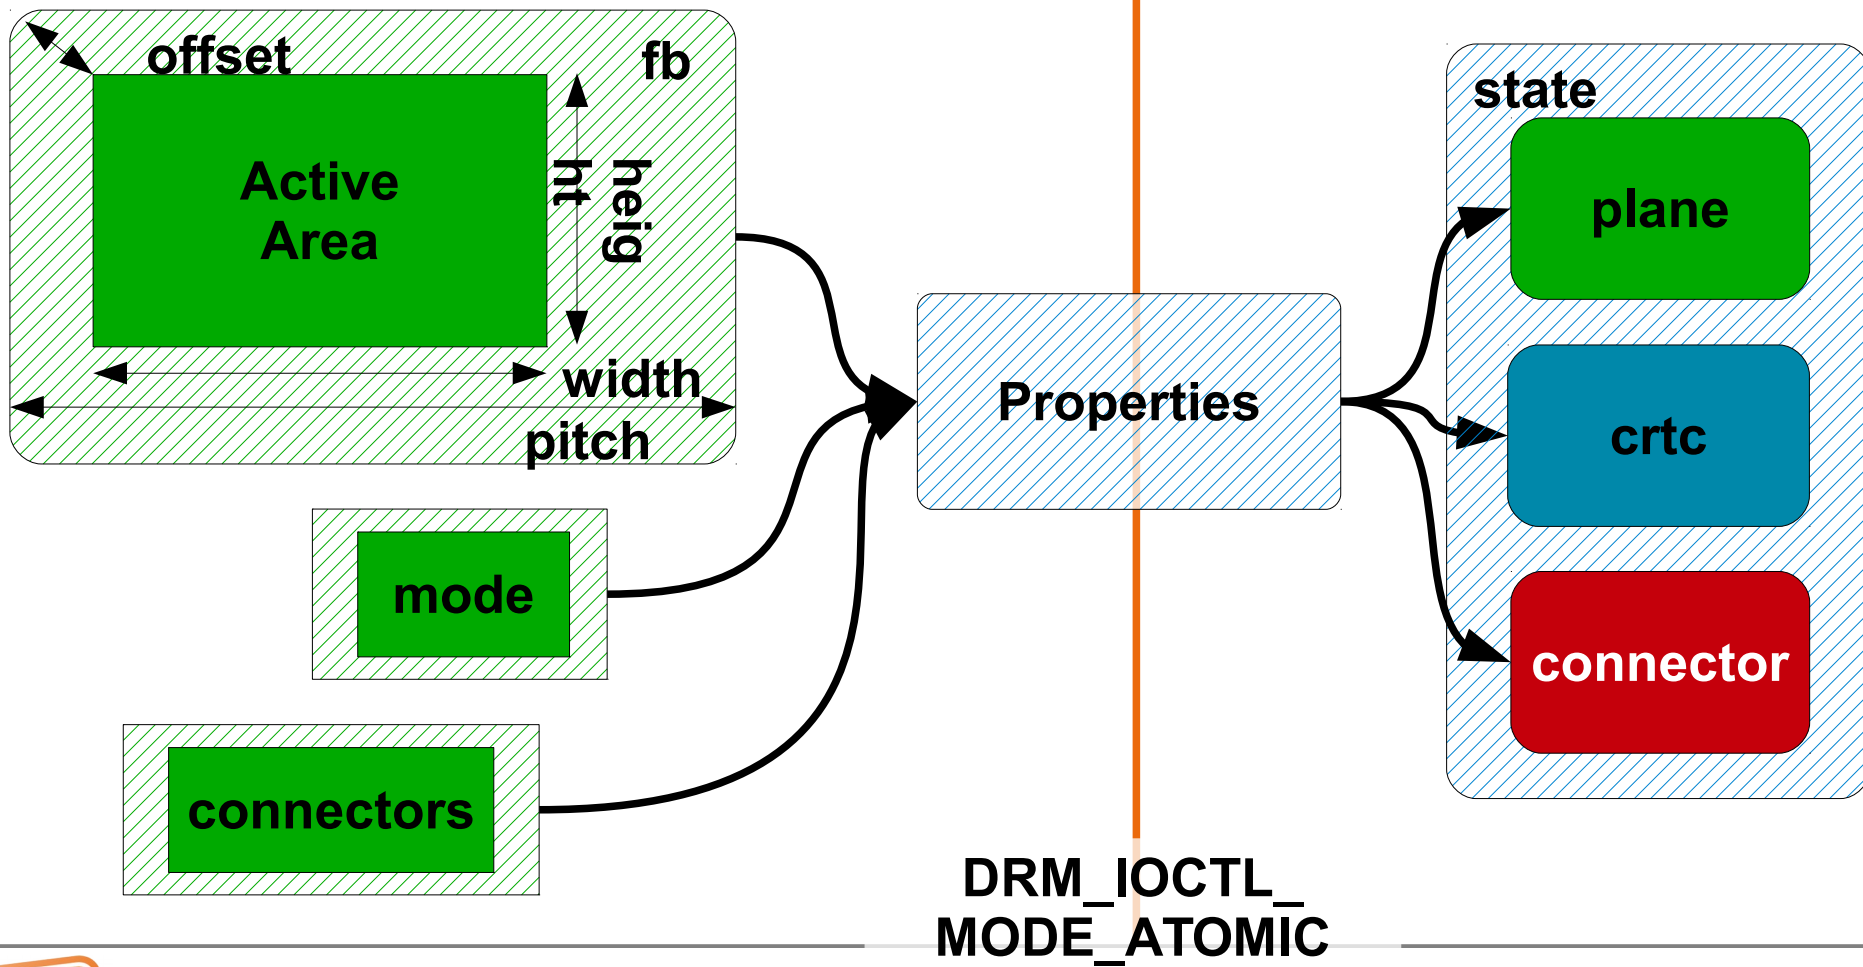 offset
fb
Active
Area
heig
ht
width
pitch
mode
connectors
Properties
state
plane
crtc
connector
DRM_IOCTL_
MODE_ATOMIC